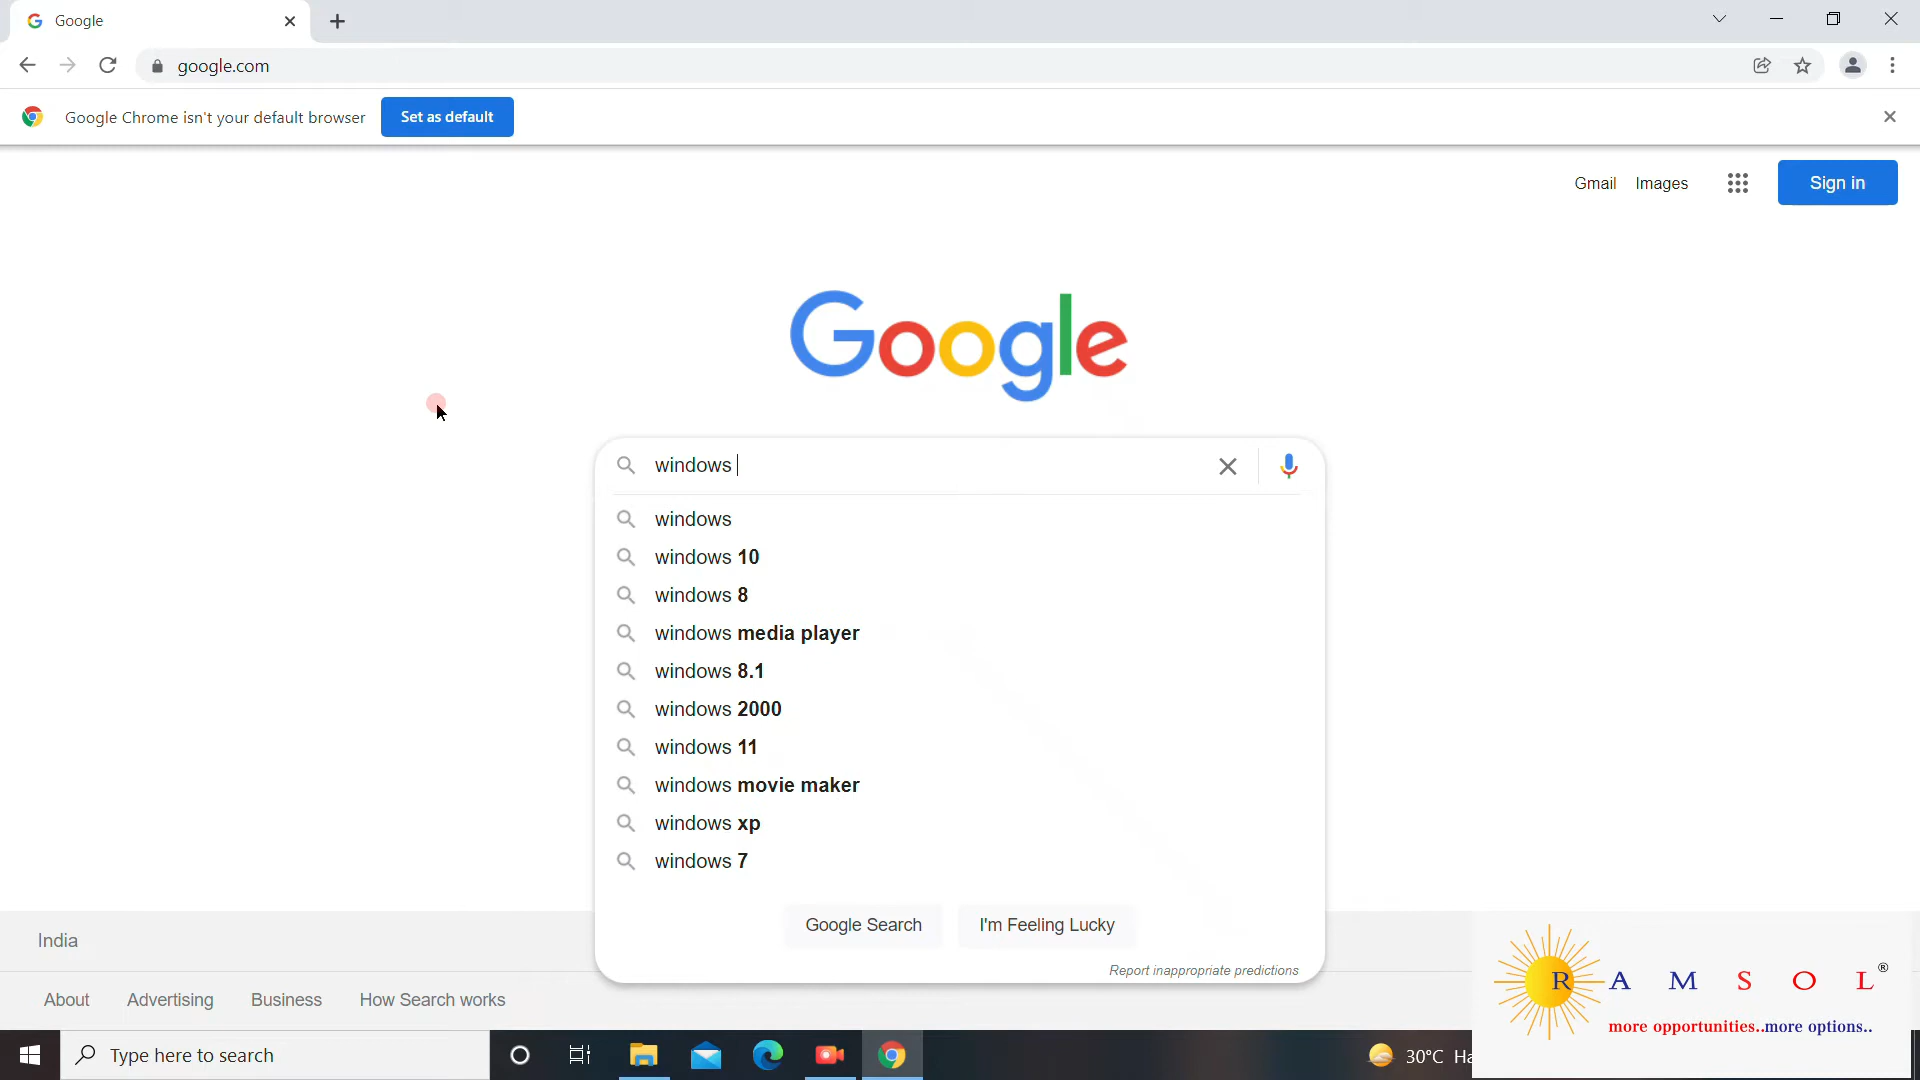 Google
google.com
Google Chrome isn't your default browser Set as default
Gmail Images Sign in
Google
windows
windows
windows 10
windows 8
windows media player
windows 8.1
windows 2000
windows 11
windows movie maker
windows xp
windows 7
Google Search I'm Feeling Lucky
Report inappropriate predictions
India
About Advertising Business How Search works
R A M S O L ®
more opportunities..more options..
Type here to search
30°C